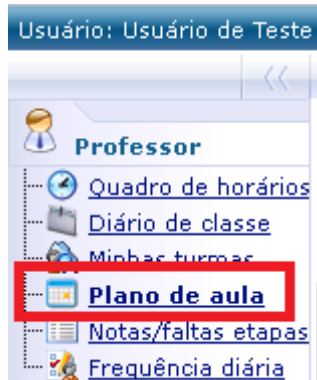 Usuário: Usuário de Teste
Professor
Quadro de horários
Diário de classe
Minhas turmas
Plano de aula
Notas/faltas etapas
Frequência diária